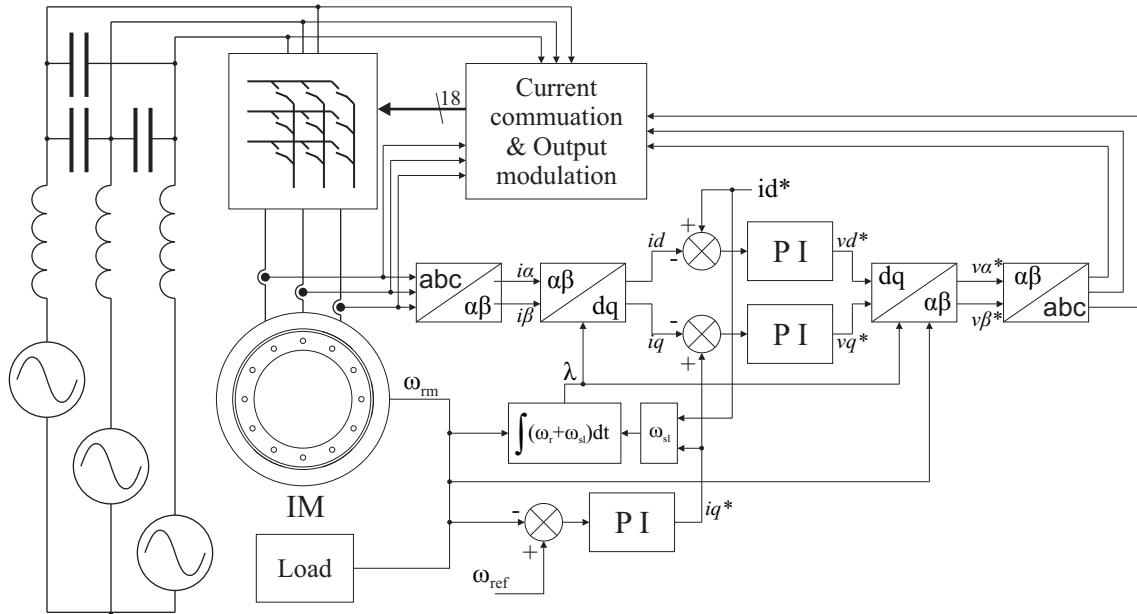 18
Current
commuation
& Output
modulation
id*
+
-
id
P I
vd*
abc
αβ
iα
iβ
αβ
dq
iq
-
+
P I
vq*
dq
αβ
vα*
vβ*
αβ
abc
λ
ωrm
∫(ωr+ωsl)dt
ωsl
IM
-
+
P I
iq*
Load
ωref